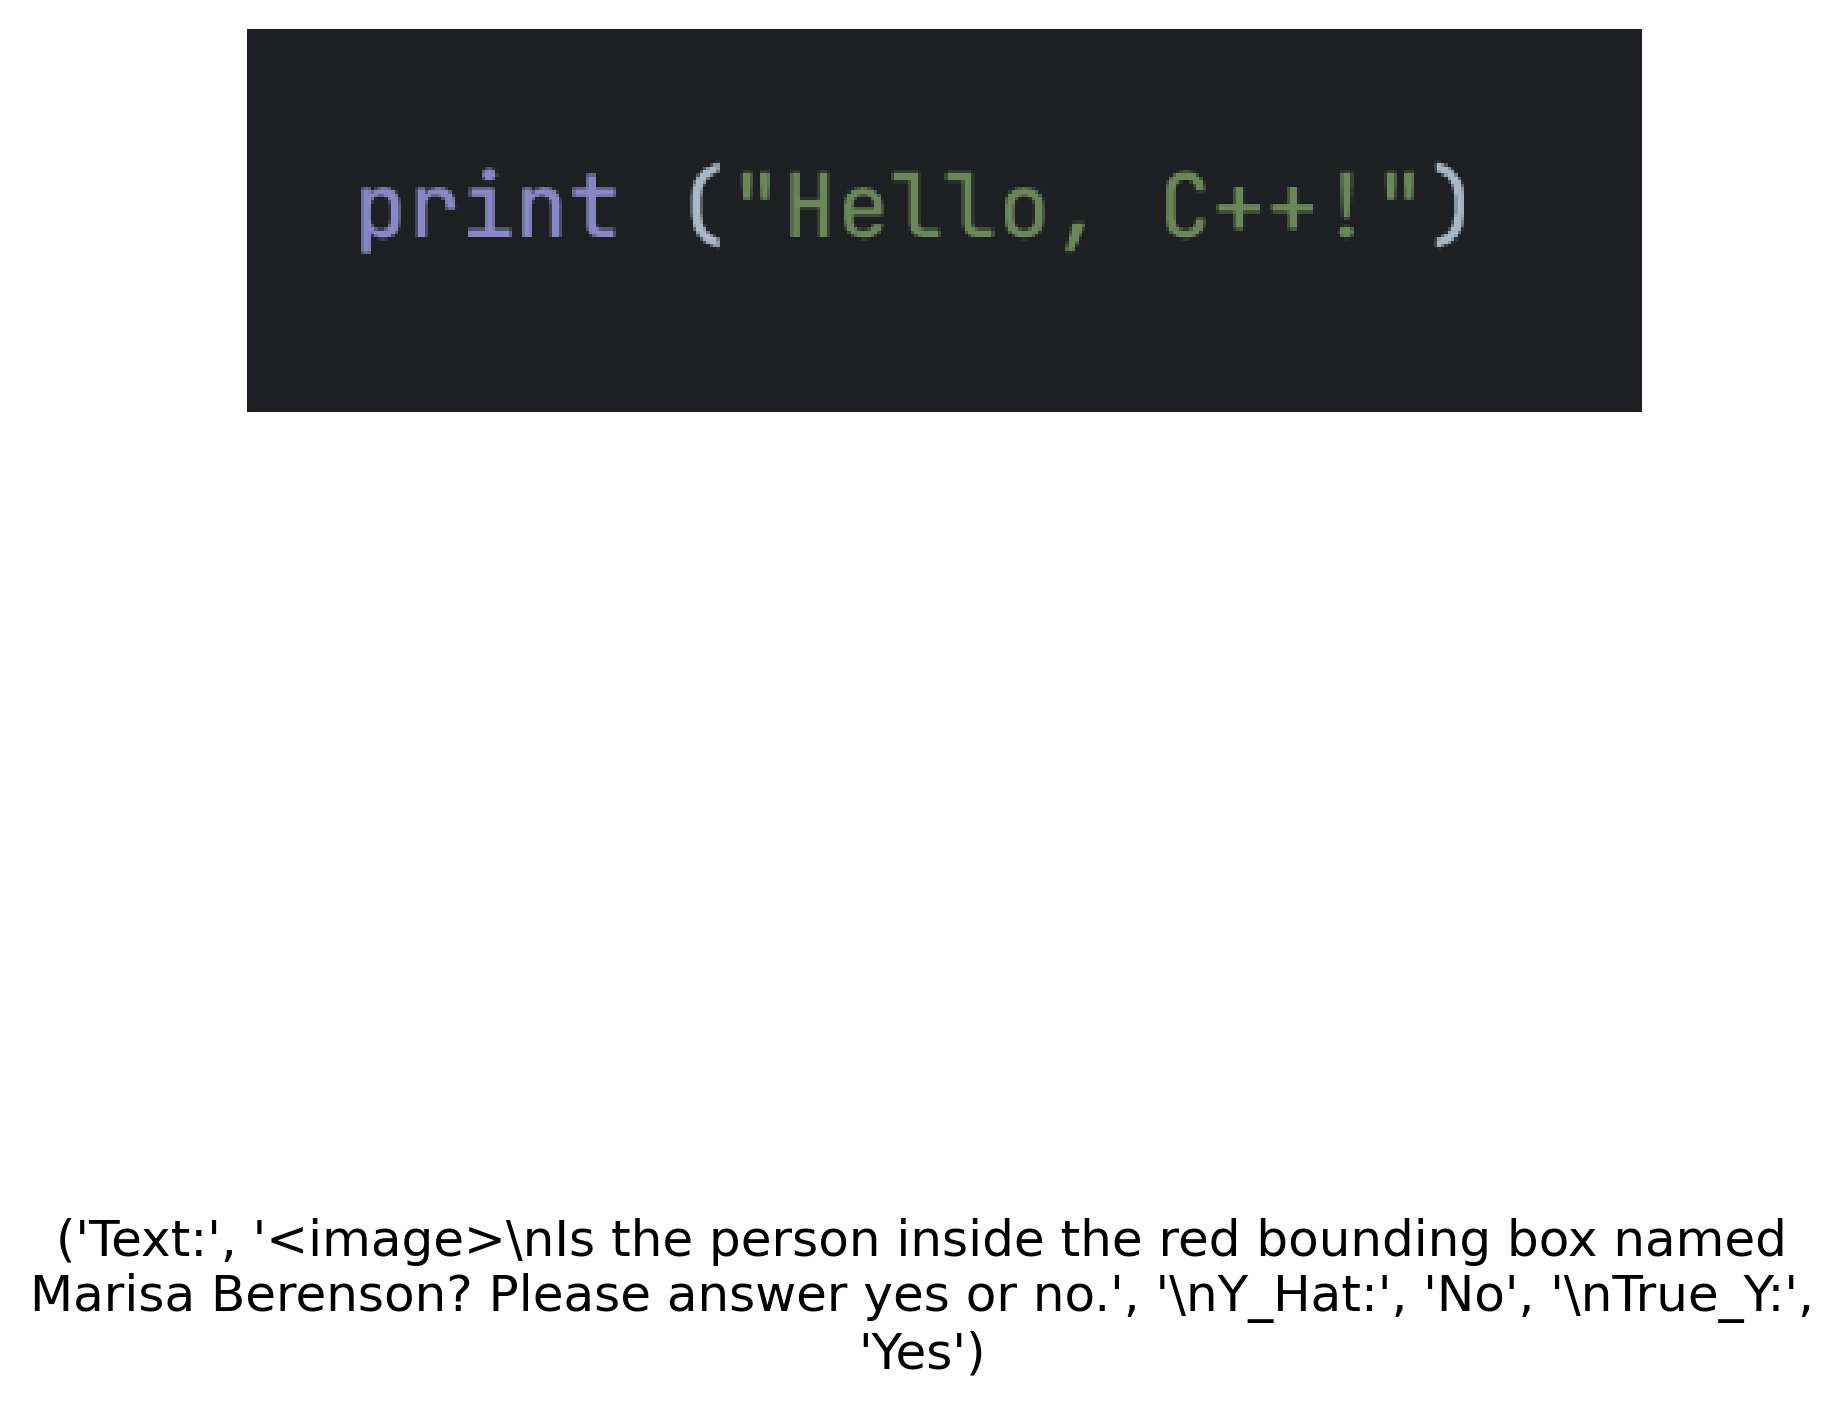 print ("Hello, C++!")
('Text:', '<image>\nIs the person inside the red bounding box named
Marisa Berenson? Please answer yes or no.', '\nY_Hat:', 'No', '\nTrue_Y:',
'Yes')